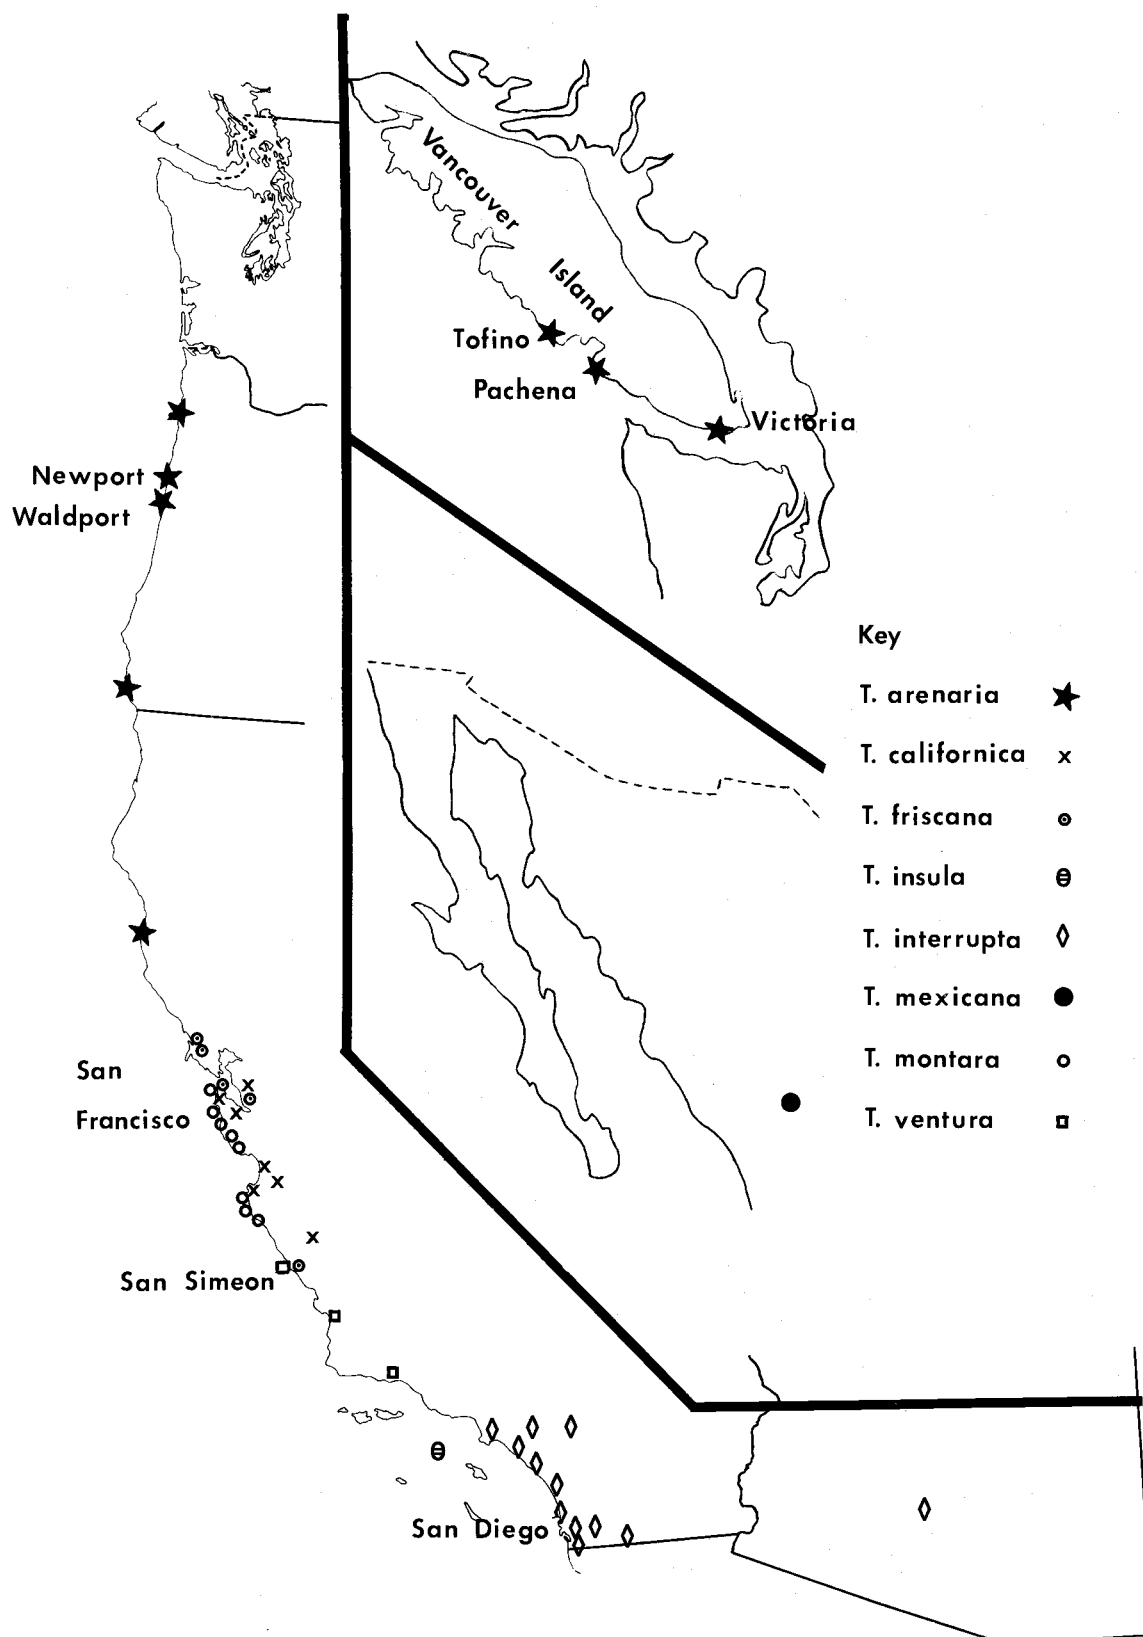 Vancouver
Island
Tofino
Pachena
Victoria
Newport
Waldport
Key
T. arenaria
T. californica
T. friscana
T. insula
T. interrupta
T. mexicana
T. montara
T. ventura
San
Francisco
San Simeon
San Diego